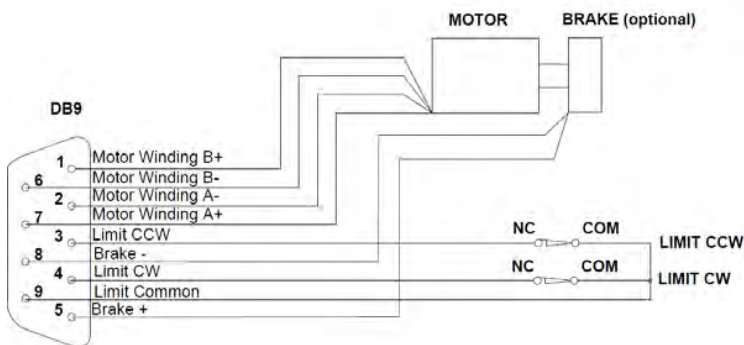 MOTOR
BRAKE (optional)
DB9
1 Motor Winding B+
6 Motor Winding B-
2 Motor Winding A-
7 Motor Winding A+
3 Limit CCW
8 Brake -
4 Limit CW
9 Limit Common
5 Brake +
NC COM LIMIT CCW
NC COM LIMIT CW